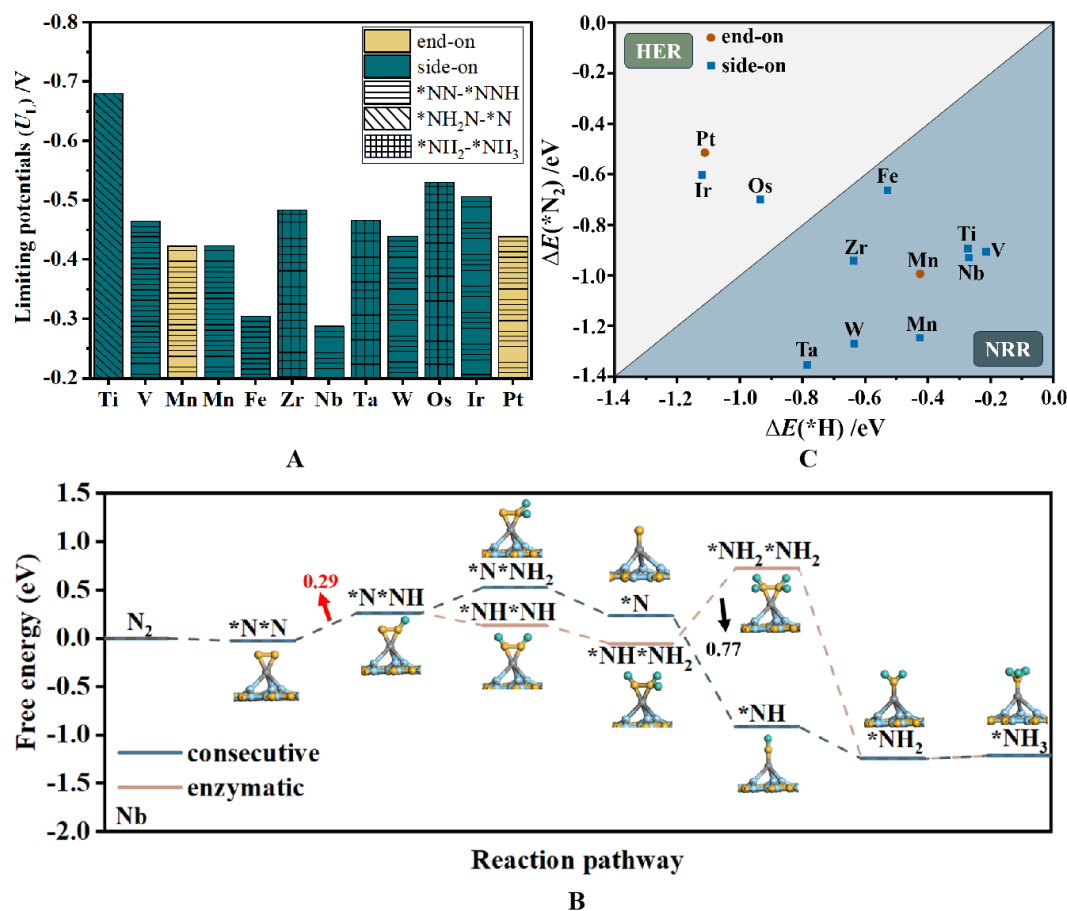 -0.8
-0.7
-0.6
-0.5
-0.4
-0.3
-0.2
Limiting potentials (U_L) /V
end-on
side-on
*NN-*NNH
*NH₂N-*N
*NH₂-*NH₃
Ti V Mn Mn Fe Zr Nb Ta W Os Ir Pt
A
0.0
-0.2
-0.4
-0.6
-0.8
-1.0
-1.2
-1.4
ΔE(*N₂) /eV
HER
end-on
side-on
Pt
Ir
Os
Fe
Zr
Mn
Ti
V
Nb
W
Mn
Ta
NRR
-1.4 -1.2 -1.0 -0.8 -0.6 -0.4 -0.2 0.0
ΔE(*H) /eV
C
1.5
1.0
0.5
0.0
-0.5
-1.0
-1.5
-2.0
Free energy (eV)
N₂
*N*N
0.29
*N*NH
*N*NH₂
*NH*NH
*N
*NH*NH₂
*NH₂*NH₂
0.77
*NH
*NH₂
*NH₃
consecutive
enzymatic
Nb
Reaction pathway
B